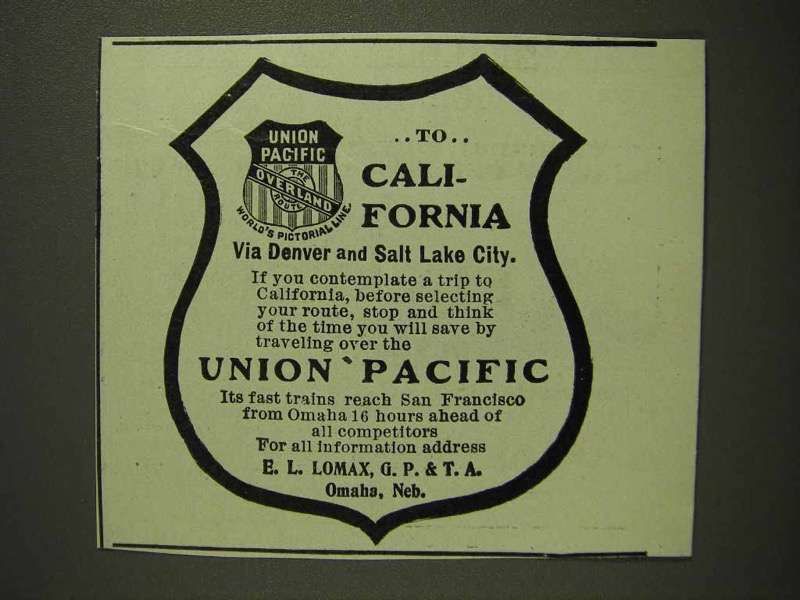 UNION
PACIFIC
THE
OVERLAND
ROUTE
WORLD'S PICTORIAL LINE.
..TO..
CALI-
FORNIA
Via Denver and Salt Lake City.
If you contemplate a trip to
California, before selecting
your route, stop and think
of the time you will save by
traveling over the
UNION PACIFIC
Its fast trains reach San Francisco
from Omaha 16 hours ahead of
all competitors
For all information address
E. L. LOMAX, G. P. & T. A.
Omaha, Neb.